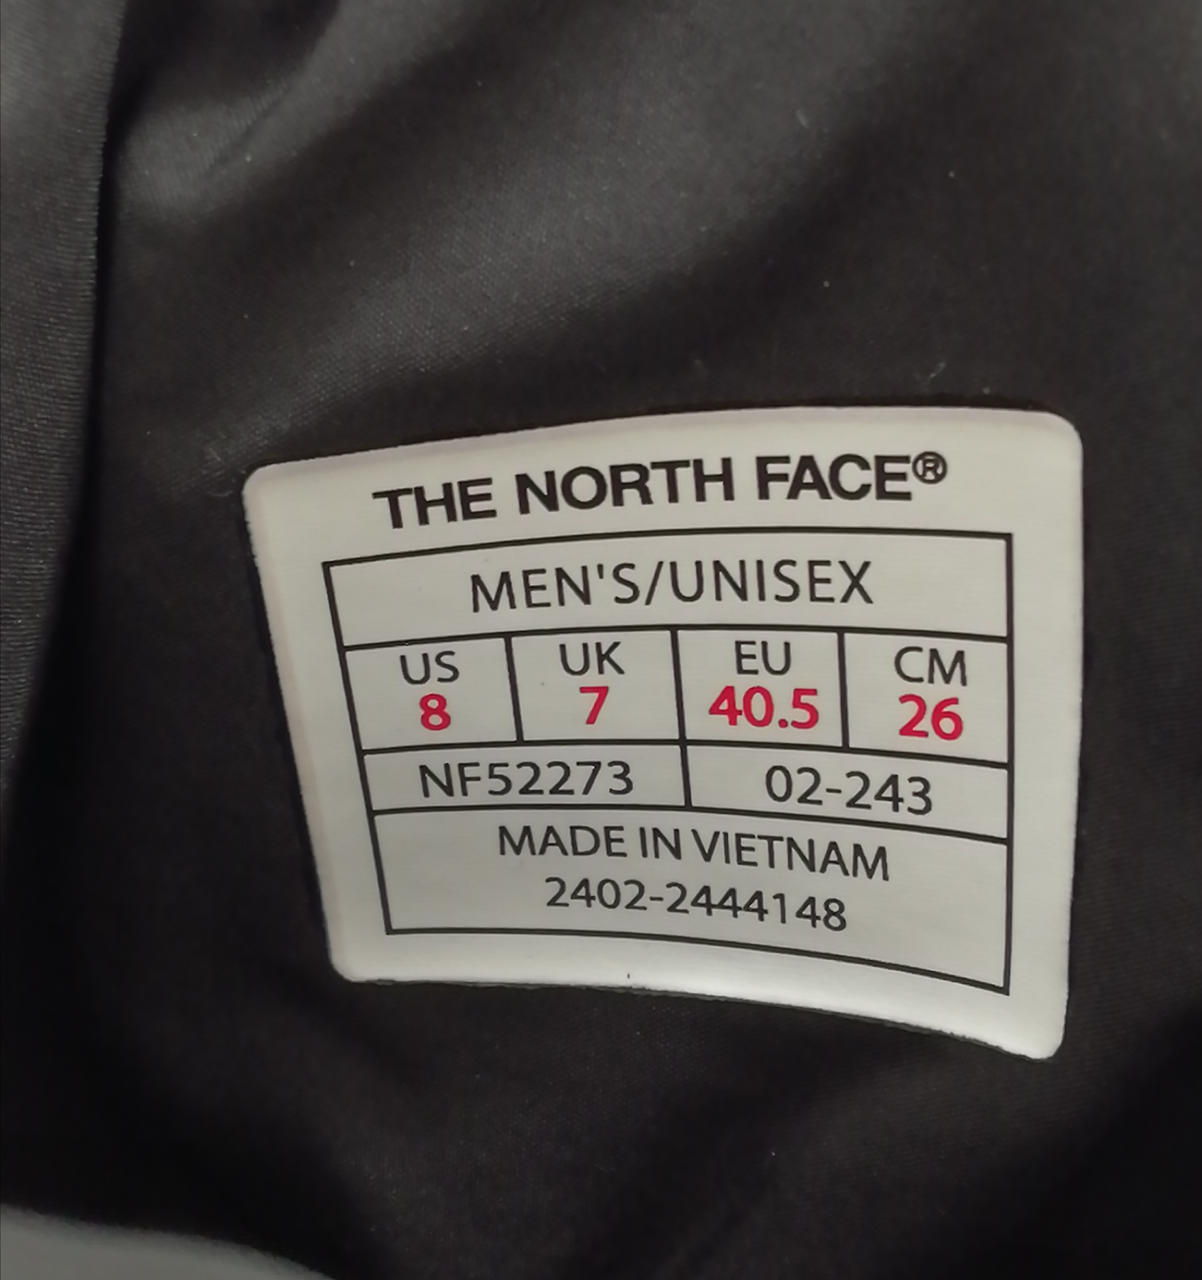 THE NORTH FACE®
MEN'S/UNISEX
US UK EU CM
8 7 40.5 26
NF52273 02-243
MADE IN VIETNAM
2402-2444148